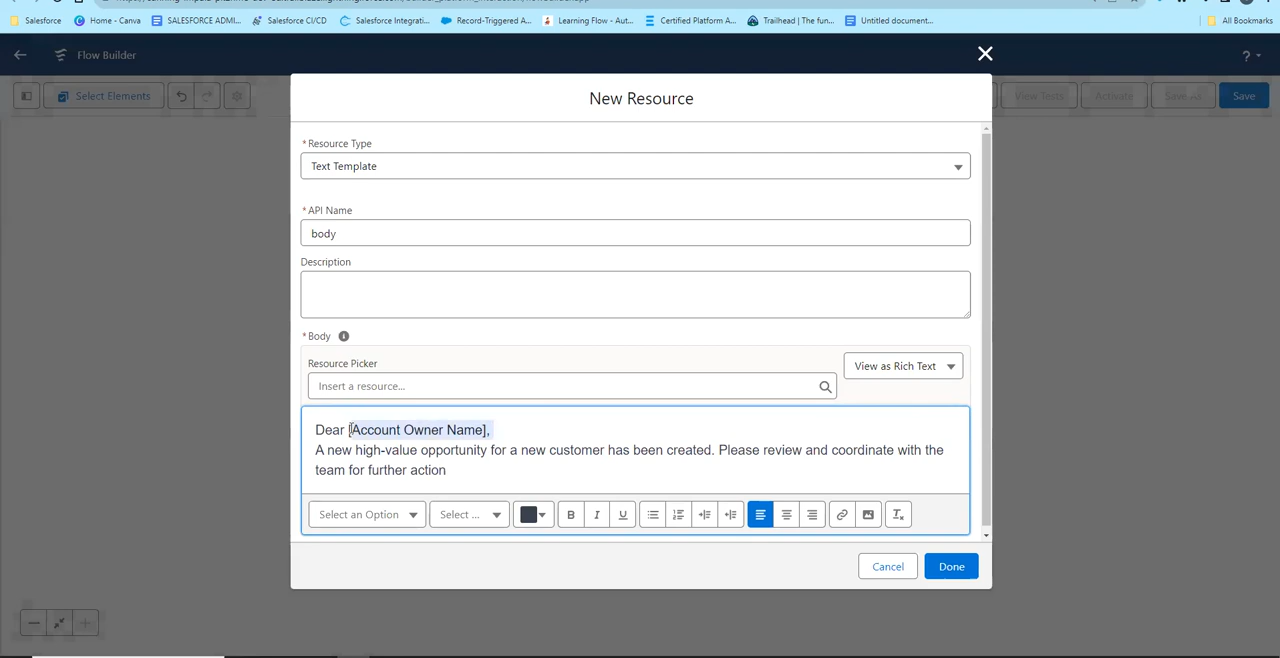 Salesforce
Home - Canva
SALESFORCE ADMI...
Salesforce CI/CD
Salesforce Integrati...
Record-Triggered A...
Learning Flow - Aut...
Certified Platform A...
Trailhead | The fun...
Untitled document...
All Bookmarks
Flow Builder
?
Select Elements
View Tests
Activate
Save As
Save
New Resource
* Resource Type
Text Template
* API Name
body
Description
* Body
Resource Picker
View as Rich Text
Insert a resource...
Dear [Account Owner Name],
A new high-value opportunity for a new customer has been created. Please review and coordinate with the
team for further action
Select an Option
Select ...
B
I
U
Cancel
Done